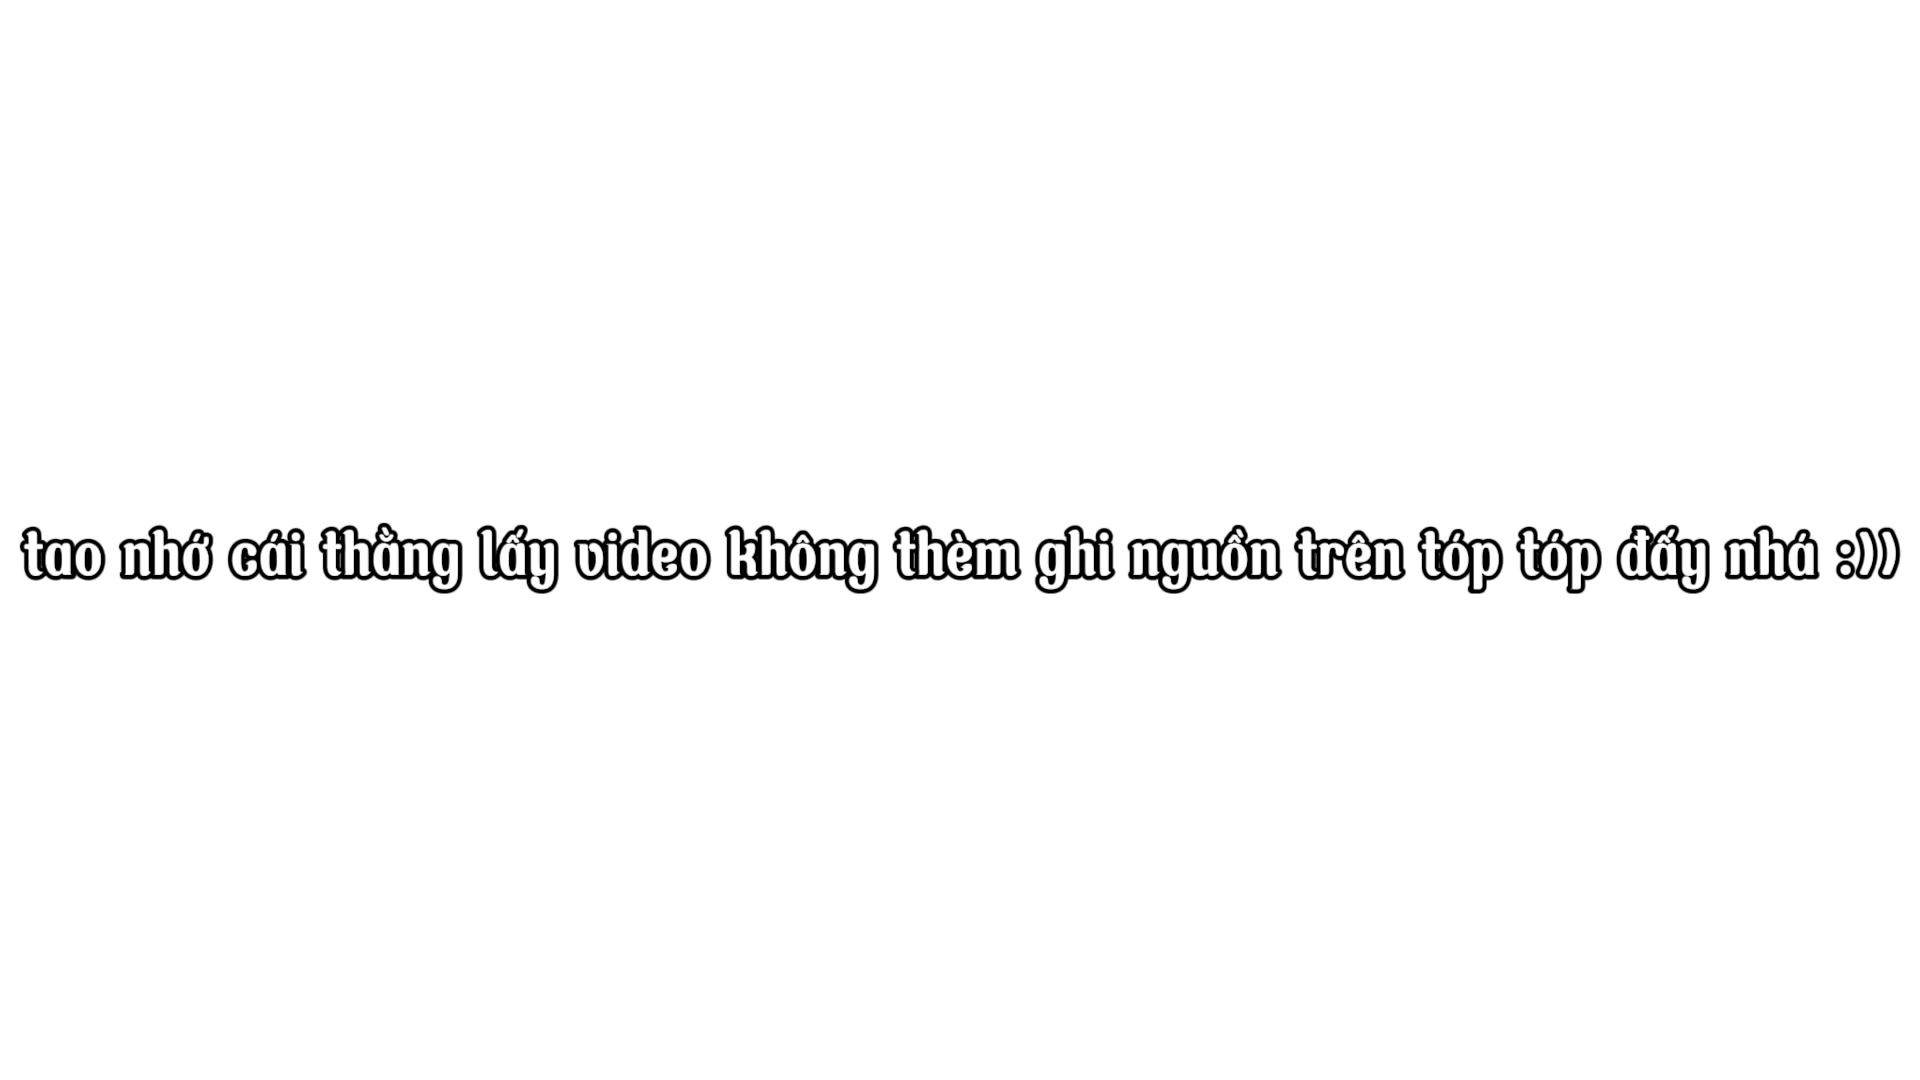 tao nhớ cái thằng lấy video không thèm ghi nguồn trên tóp tóp đấy nhá :))